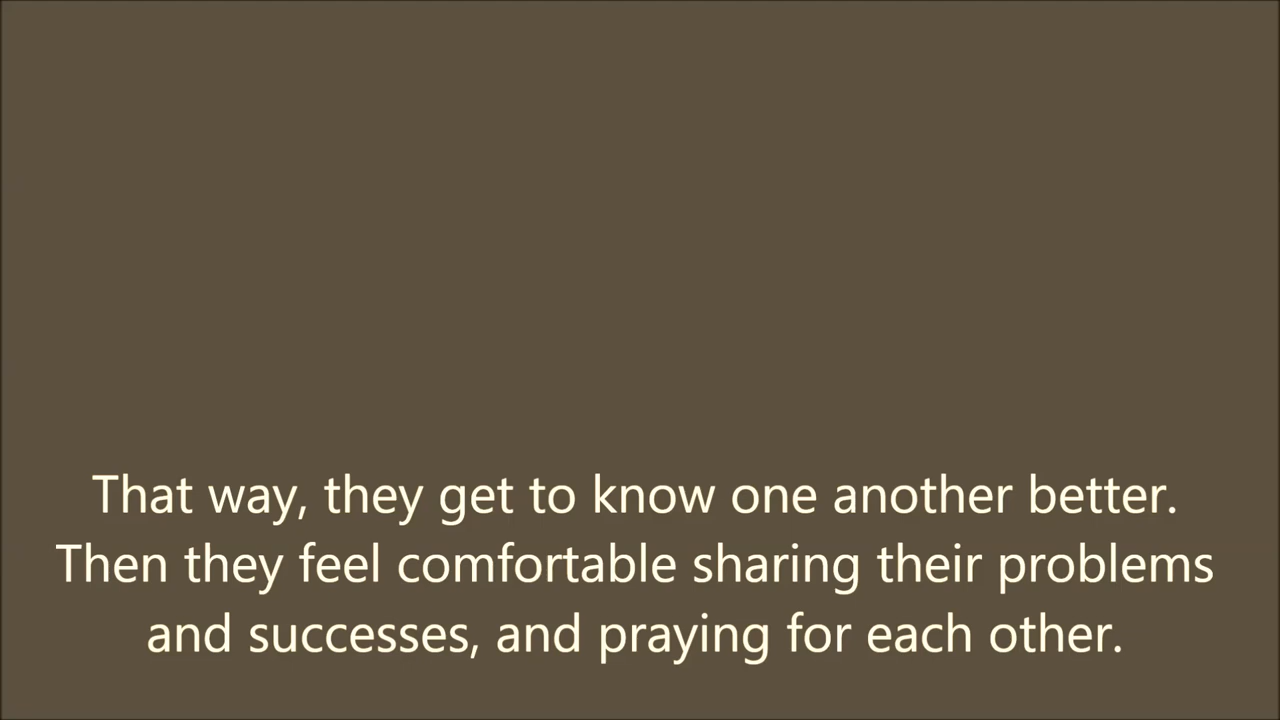 That way, they get to know one another better.
Then they feel comfortable sharing their problems
and successes, and praying for each other.